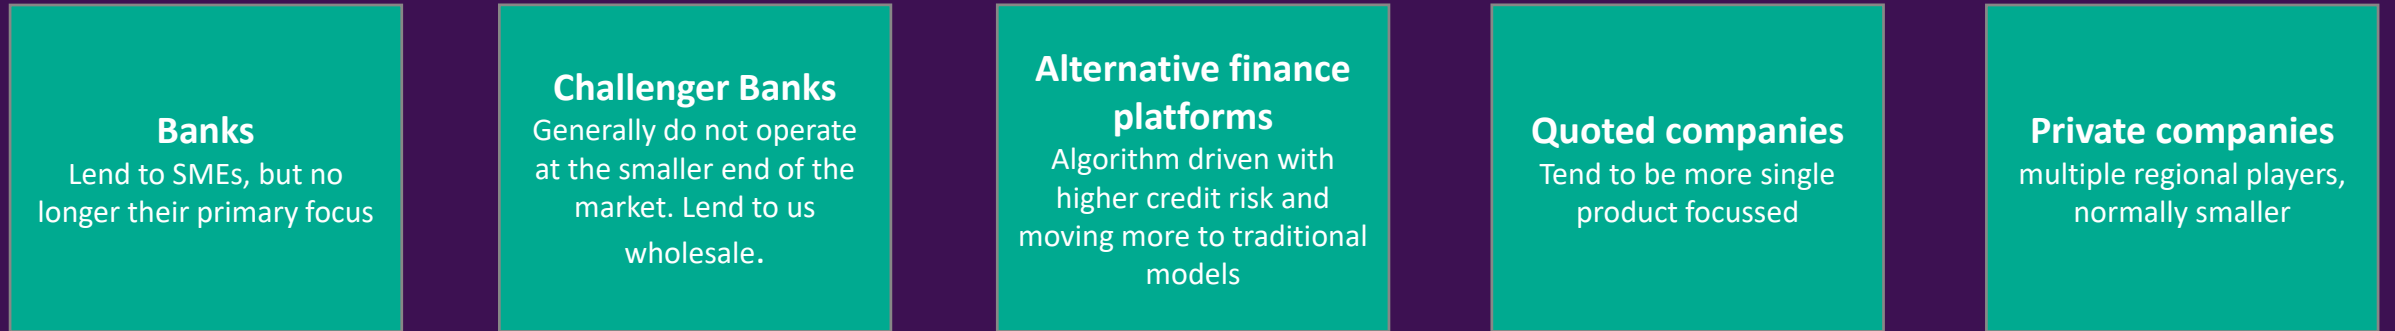 Banks
Lend to SMEs, but no
longer their primary focus
Challenger Banks
Generally do not operate
at the smaller end of the
market. Lend to us
wholesale.
Alternative finance
platforms
Algorithm driven with
higher credit risk and
moving more to traditional
models
Quoted companies
Tend to be more single
product focussed
Private companies
multiple regional players,
normally smaller